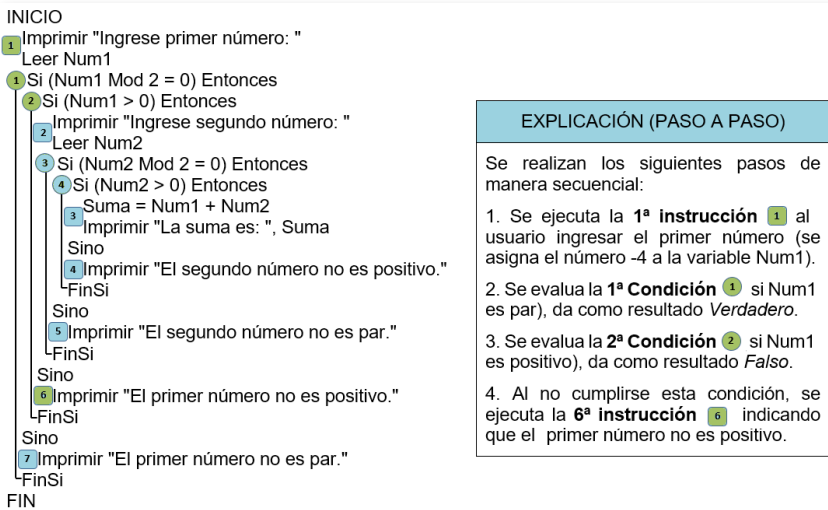 INICIO
1 Imprimir "Ingrese primer número: "
Leer Num1
1 Si (Num1 Mod 2 = 0) Entonces
2 Si (Num1 > 0) Entonces
Imprimir "Ingrese segundo número: "
2 Leer Num2
3 Si (Num2 Mod 2 = 0) Entonces
4 Si (Num2 > 0) Entonces
Suma = Num1 + Num2
3 Imprimir "La suma es: ", Suma
Sino
4 Imprimir "El segundo número no es positivo."
FinSi
Sino
5 Imprimir "El segundo número no es par."
FinSi
Sino
6 Imprimir "El primer número no es positivo."
FinSi
Sino
7 Imprimir "El primer número no es par."
FinSi
FIN
EXPLICACIÓN (PASO A PASO)
Se realizan los siguientes pasos de
manera secuencial:
1. Se ejecuta la 1ª instrucción 1 al
usuario ingresar el primer número (se
asigna el número -4 a la variable Num1).
2. Se evalua la 1ª Condición 1 si Num1
es par), da como resultado Verdadero.
3. Se evalua la 2ª Condición 2 si Num1
es positivo), da como resultado Falso.
4. Al no cumplirse esta condición, se
ejecuta la 6ª instrucción 6 indicando
que el primer número no es positivo.